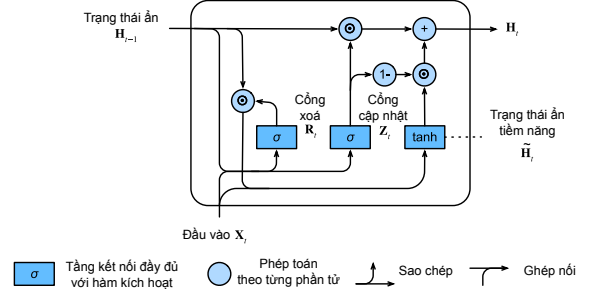 Trạng thái ẩn
H_{t−1}
H_t
+
1-
Cổng
xoá
R_t
Cổng
cập nhật
Z_t
σ
σ
tanh
Trạng thái ẩn
tiềm năng
H̃_t
Đầu vào X_t
σ
Tầng kết nối đầy đủ
với hàm kích hoạt
Phép toán
theo từng phần tử
Sao chép
Ghép nối